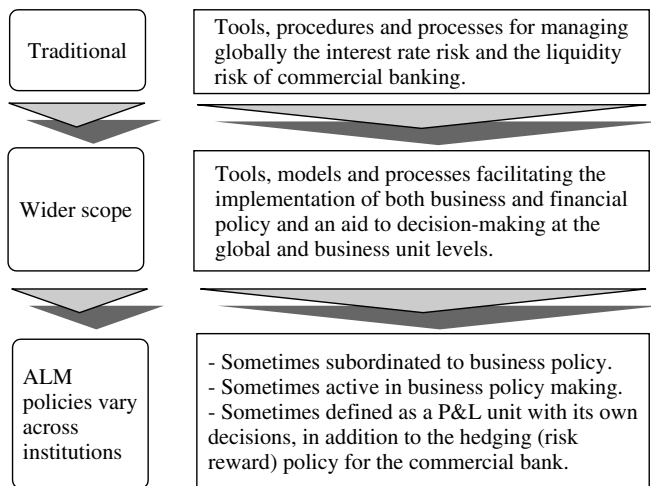 Traditional
Tools, procedures and processes for managing
globally the interest rate risk and the liquidity
risk of commercial banking.
Wider scope
Tools, models and processes facilitating the
implementation of both business and financial
policy and an aid to decision-making at the
global and business unit levels.
ALM
policies vary
across
institutions
- Sometimes subordinated to business policy.
- Sometimes active in business policy making.
- Sometimes defined as a P&L unit with its own
decisions, in addition to the hedging (risk
reward) policy for the commercial bank.